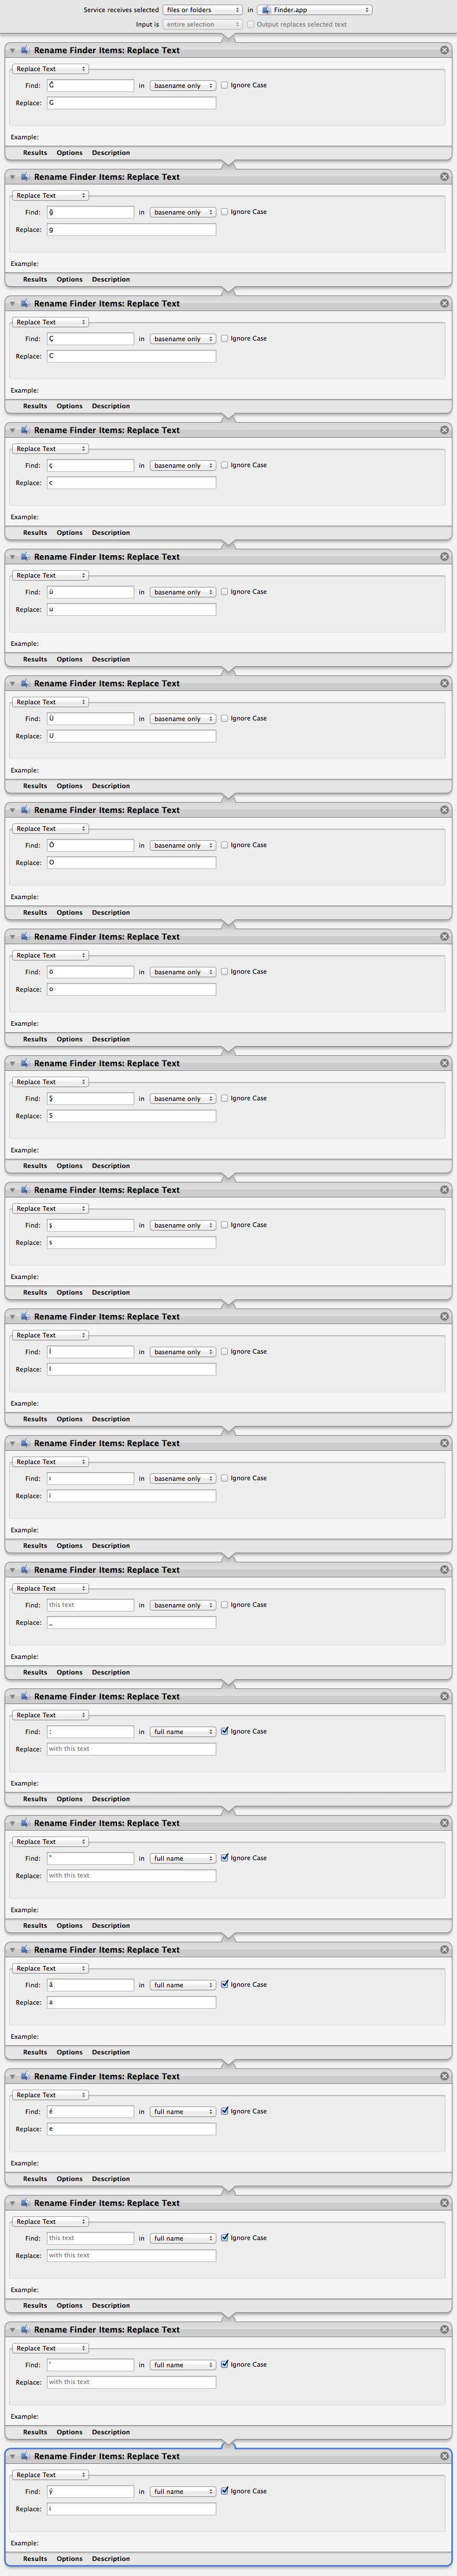 Service receives selected files or folders in Finder.app
Input is entire selection Output replaces selected text
Rename Finder Items: Replace Text
Replace Text
Find: Ğ in basename only Ignore Case
Replace: G
Example:
Results Options Description
Rename Finder Items: Replace Text
Replace Text
Find: ğ in basename only Ignore Case
Replace: g
Example:
Results Options Description
Rename Finder Items: Replace Text
Replace Text
Find: Ç in basename only Ignore Case
Replace: C
Example:
Results Options Description
Rename Finder Items: Replace Text
Replace Text
Find: ç in basename only Ignore Case
Replace: c
Example:
Results Options Description
Rename Finder Items: Replace Text
Replace Text
Find: ü in basename only Ignore Case
Replace: u
Example:
Results Options Description
Rename Finder Items: Replace Text
Replace Text
Find: Ü in basename only Ignore Case
Replace: U
Example:
Results Options Description
Rename Finder Items: Replace Text
Replace Text
Find: Ö in basename only Ignore Case
Replace: O
Example:
Results Options Description
Rename Finder Items: Replace Text
Replace Text
Find: ö in basename only Ignore Case
Replace: o
Example:
Results Options Description
Rename Finder Items: Replace Text
Replace Text
Find: Ş in basename only Ignore Case
Replace: S
Example:
Results Options Description
Rename Finder Items: Replace Text
Replace Text
Find: ş in basename only Ignore Case
Replace: s
Example:
Results Options Description
Rename Finder Items: Replace Text
Replace Text
Find: İ in basename only Ignore Case
Replace: I
Example:
Results Options Description
Rename Finder Items: Replace Text
Replace Text
Find: ı in basename only Ignore Case
Replace: i
Example:
Results Options Description
Rename Finder Items: Replace Text
Replace Text
Find: this text in basename only Ignore Case
Replace: _
Example:
Results Options Description
Rename Finder Items: Replace Text
Replace Text
Find: : in full name Ignore Case
Replace: with this text
Example:
Results Options Description
Rename Finder Items: Replace Text
Replace Text
Find: " in full name Ignore Case
Replace: with this text
Example:
Results Options Description
Rename Finder Items: Replace Text
Replace Text
Find: â in full name Ignore Case
Replace: a
Example:
Results Options Description
Rename Finder Items: Replace Text
Replace Text
Find: é in full name Ignore Case
Replace: e
Example:
Results Options Description
Rename Finder Items: Replace Text
Replace Text
Find: this text in full name Ignore Case
Replace: with this text
Example:
Results Options Description
Rename Finder Items: Replace Text
Replace Text
Find: ' in full name Ignore Case
Replace: with this text
Example:
Results Options Description
Rename Finder Items: Replace Text
Replace Text
Find: ý in full name Ignore Case
Replace: i
Example:
Results Options Description